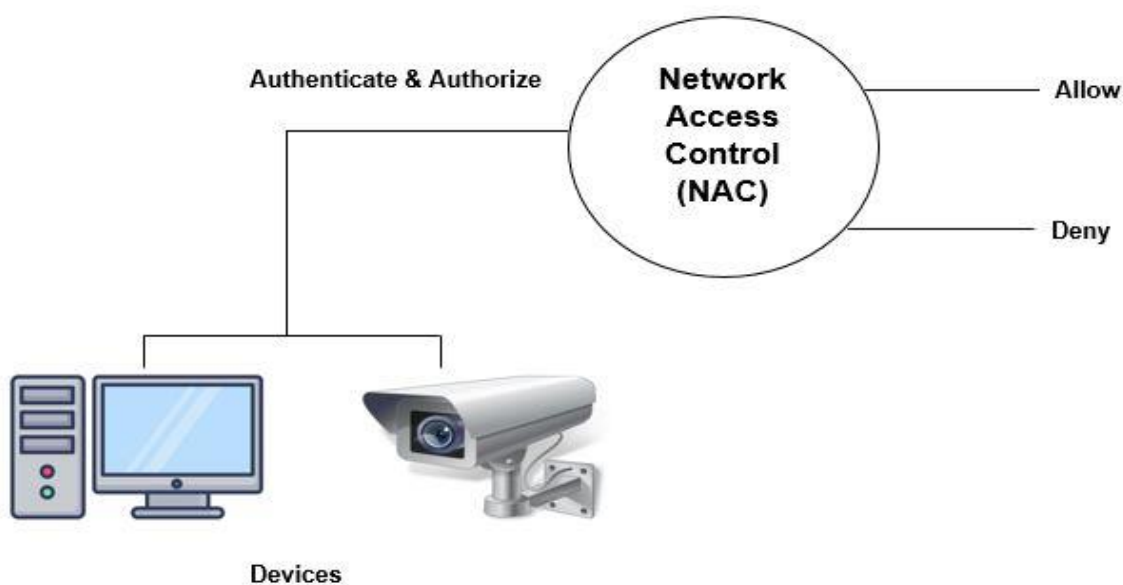 Authenticate & Authorize
Network
Access
Control
(NAC)
Allow
Deny
Devices